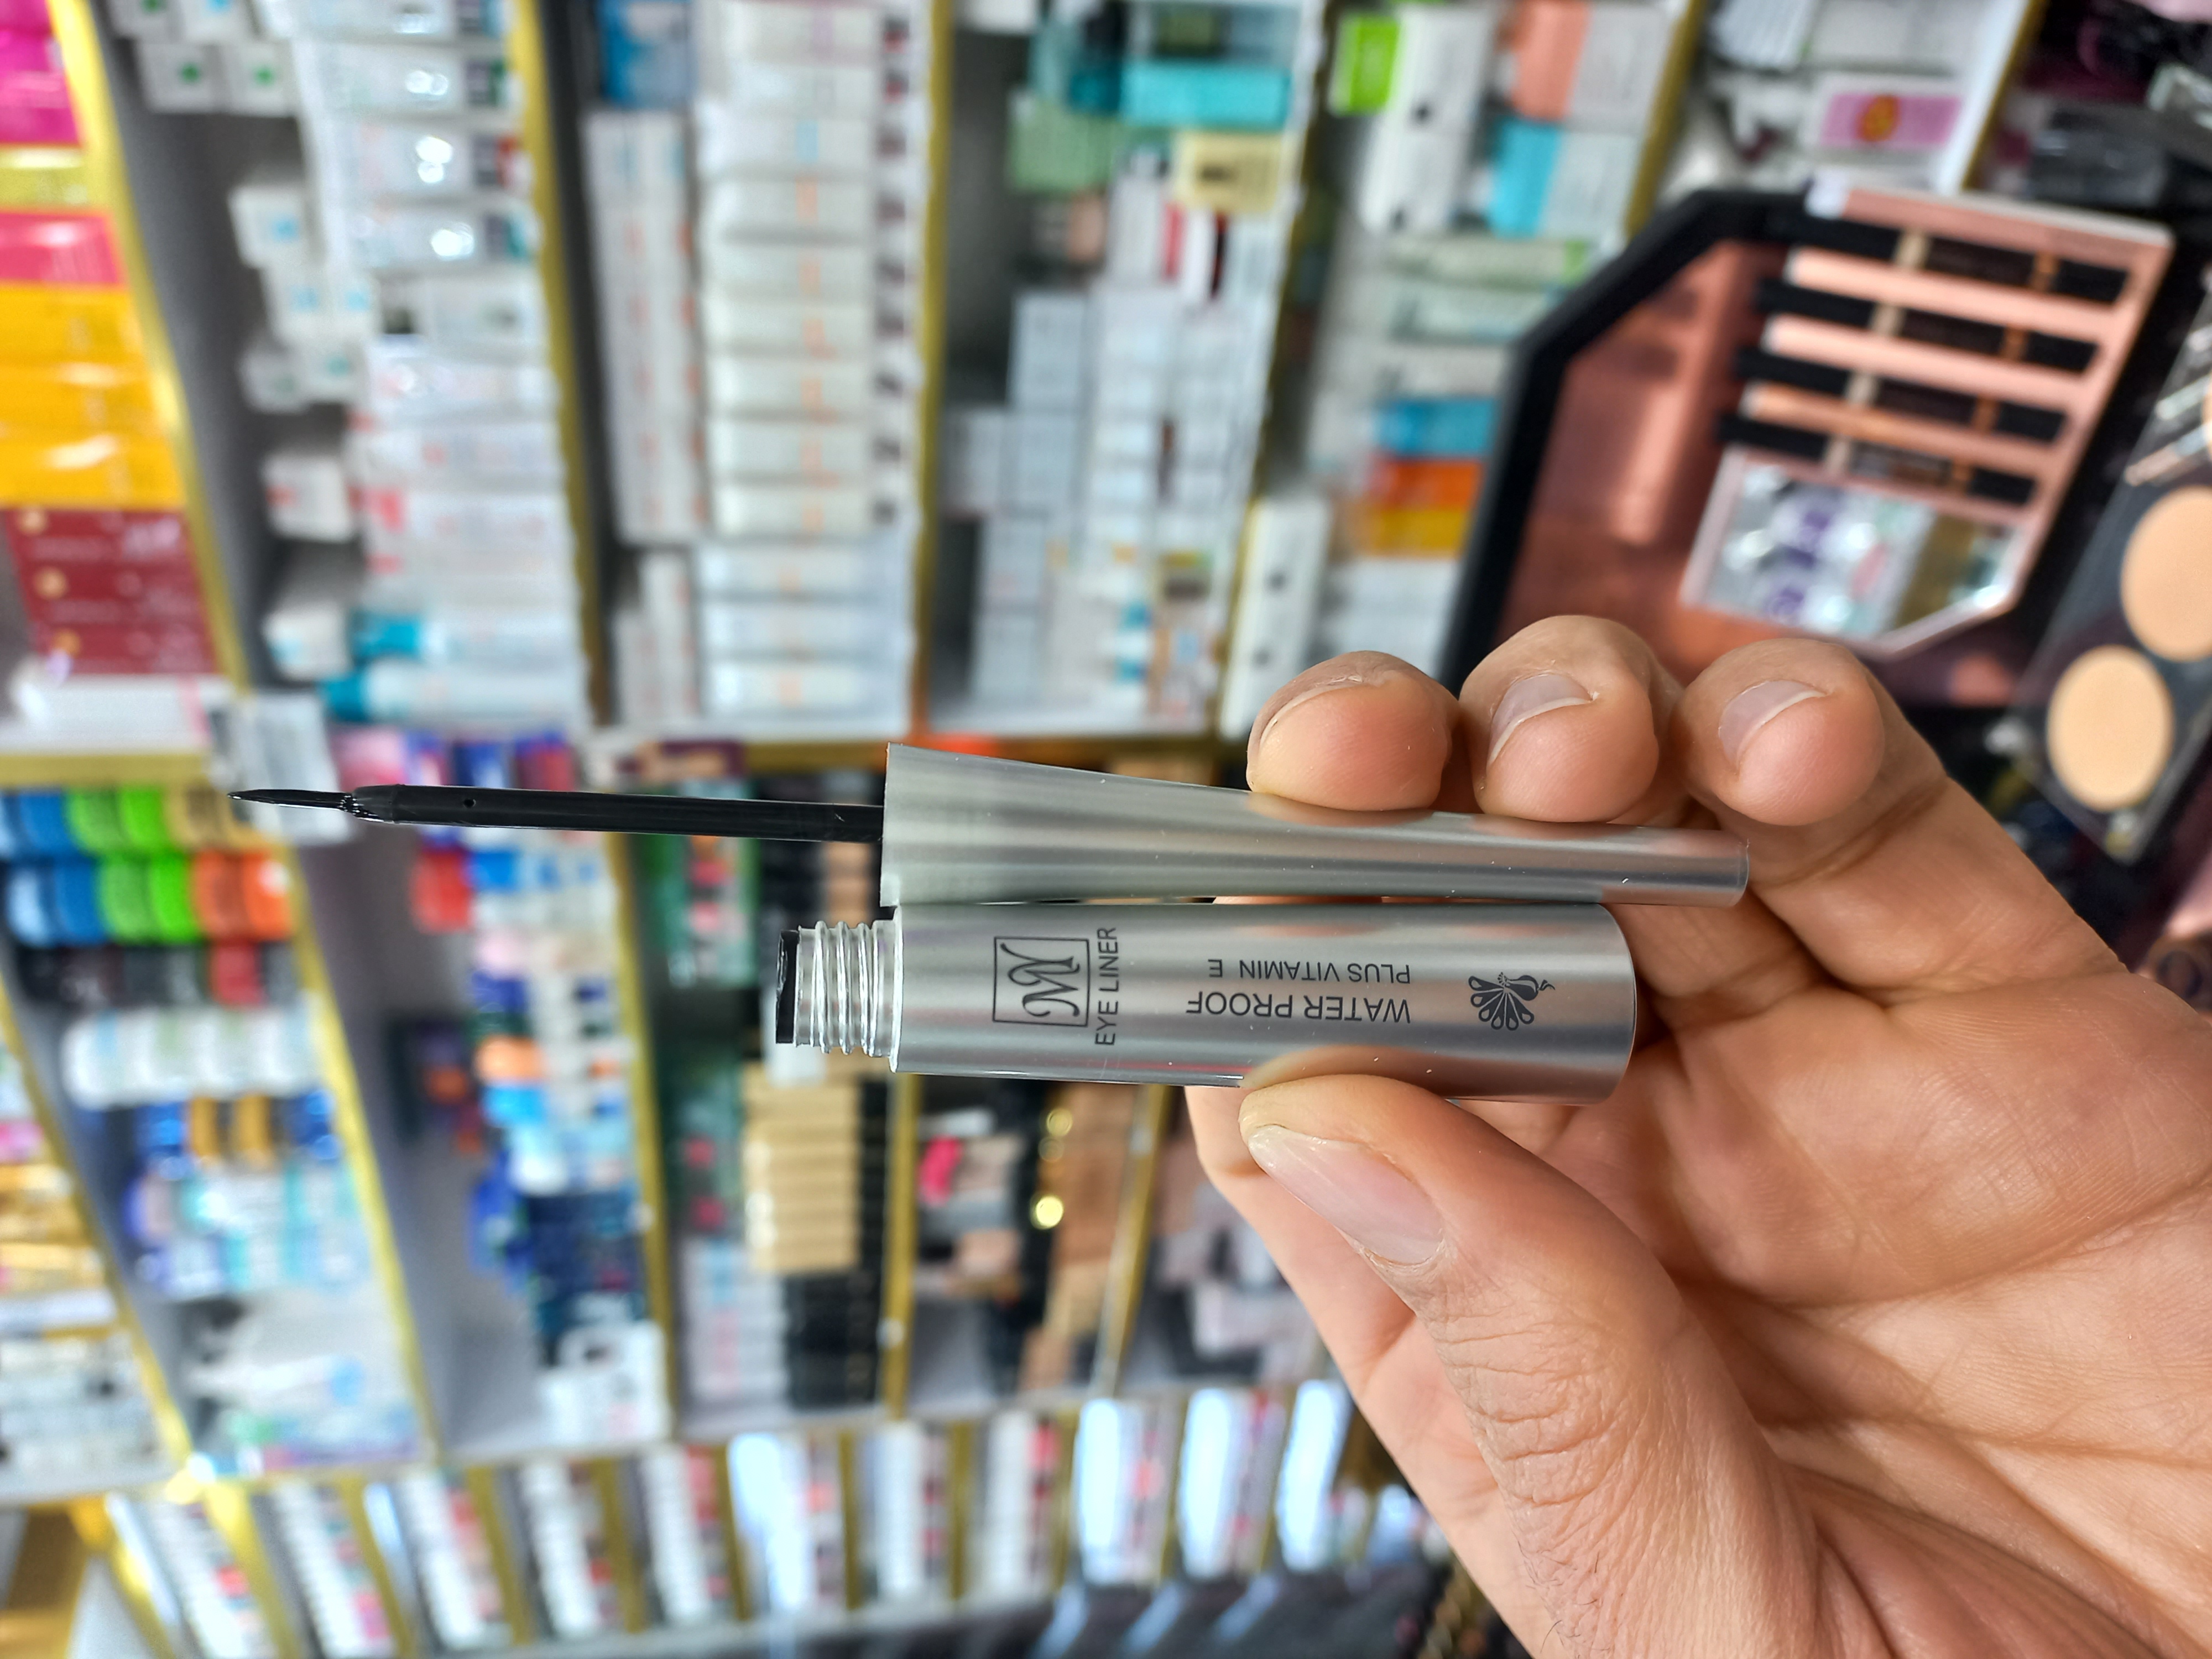 MY
EYE LINER
WATER PROOF
PLUS VITAMIN E